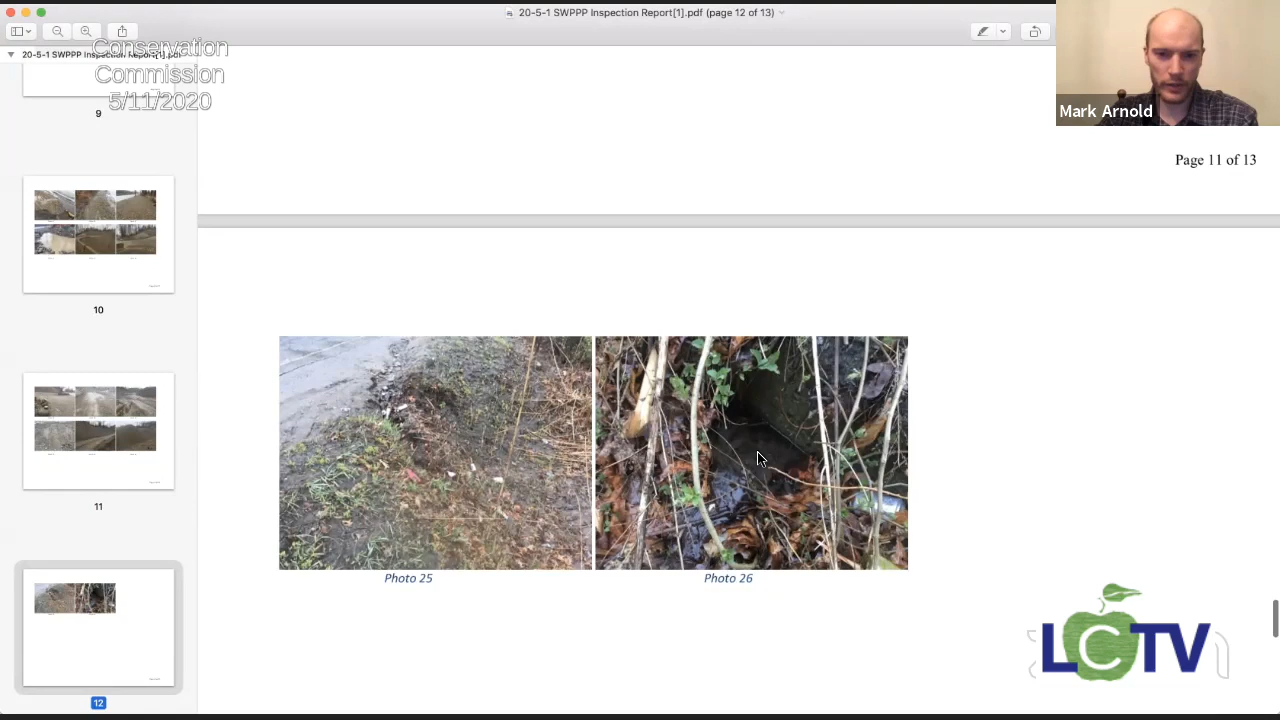 20-5-1 SWPPP Inspection Report[1].pdf (page 12 of 13)
20-5-1 SWPPP Inspection Report[1].pdf
Conservation
Commission
5/11/2020
Mark Arnold
9
Page 11 of 13
10
11
Photo 25
Photo 26
LCTV
12